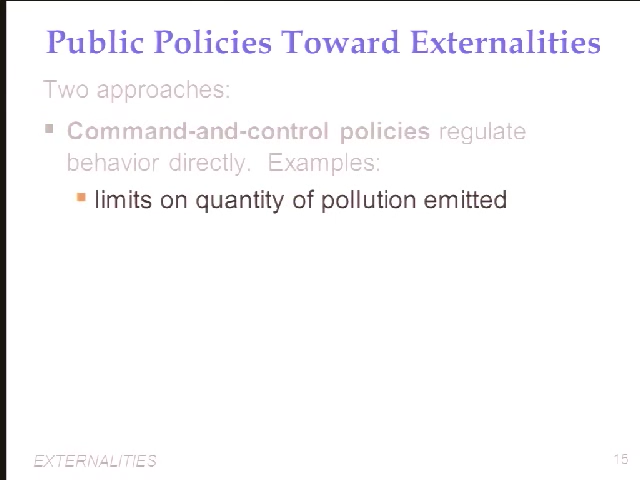 Public Policies Toward Externalities
Two approaches:
▪ Command-and-control policies regulate
behavior directly. Examples:
▪ limits on quantity of pollution emitted
EXTERNALITIES
15